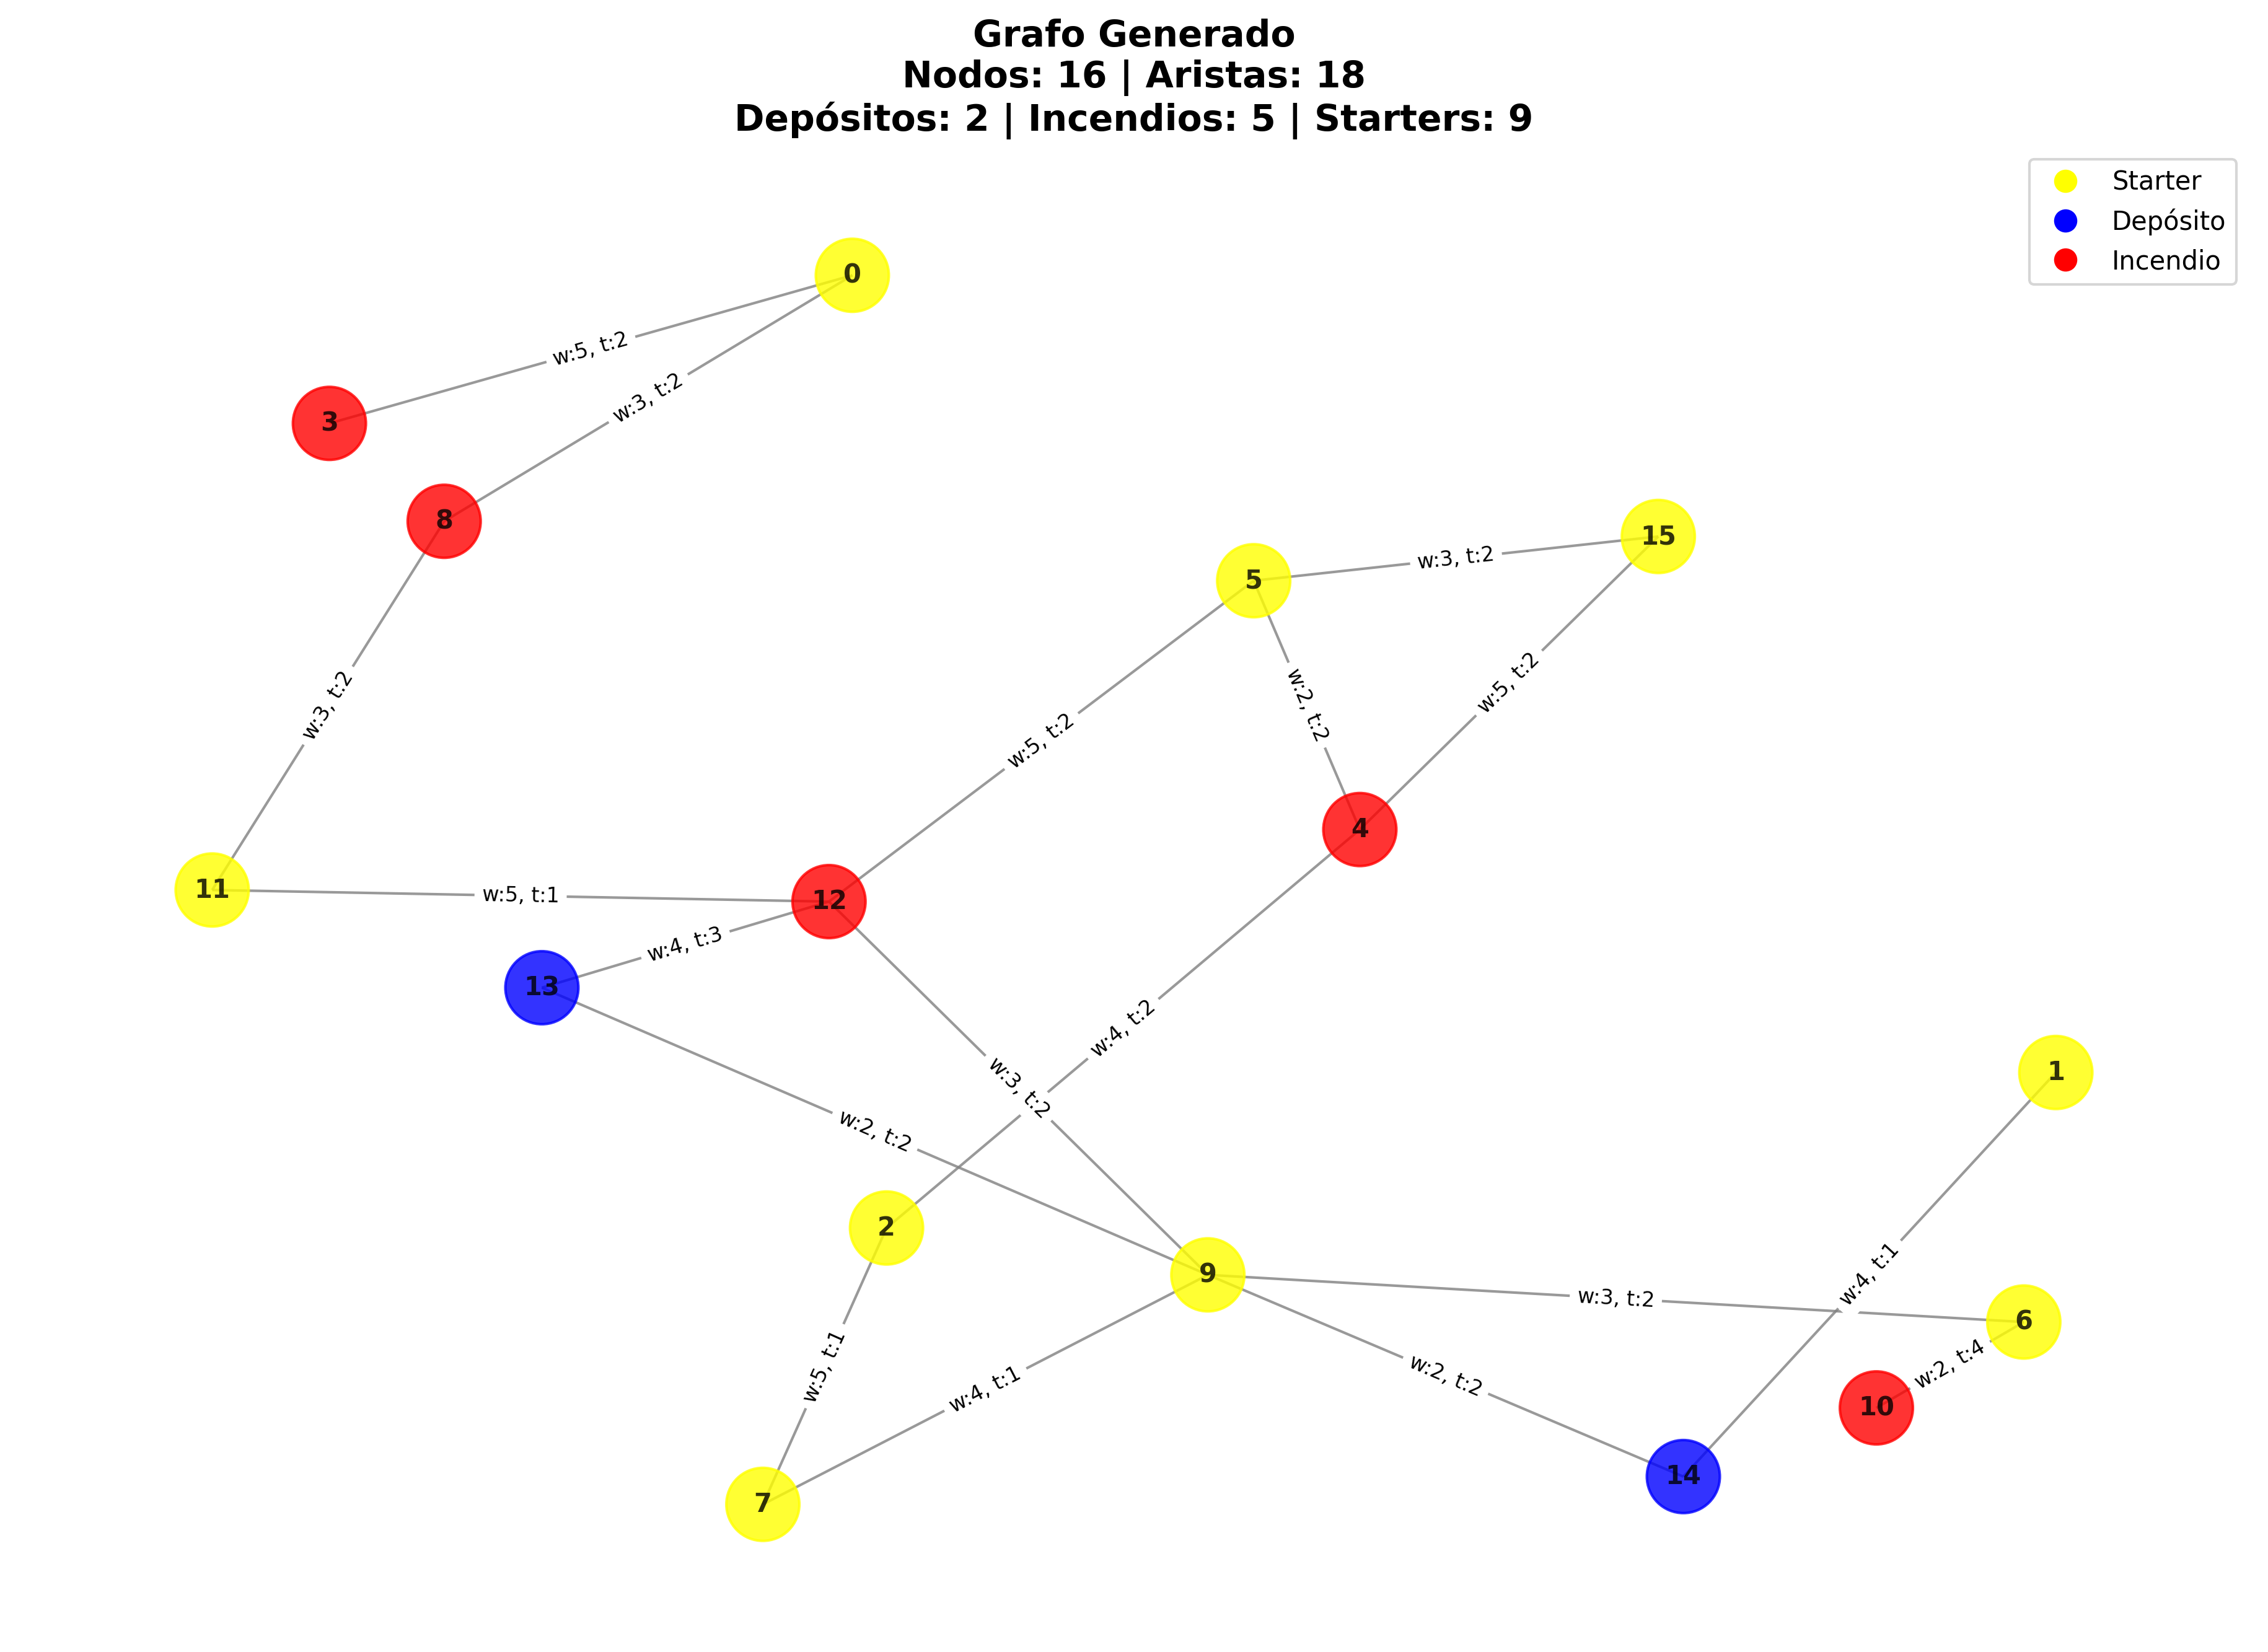 Grafo Generado
Nodos: 16 | Aristas: 18
Depósitos: 2 | Incendios: 5 | Starters: 9
Starter
Depósito
Incendio
0
w:5, t:2
w:3, t:2
3
8
15
5
w:3, t:2
w:3, t:2
w:2, t:2
w:5, t:2
w:5, t:2
4
11
w:5, t:1
12
w:4, t:3
13
w:4, t:2
w:3, t:2
1
w:2, t:2
2
9
w:4, t:1
w:3, t:2
6
w:5, t:1
w:4, t:1
w:2, t:2
w:2, t:4
10
14
7